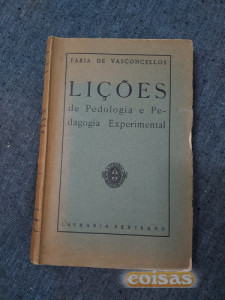 FARIA DE VASCONCELLOS
LIÇÕES
de Pedologia e Pe-
dagogia Experimental
LIVRARIA BERTRAND
coisas